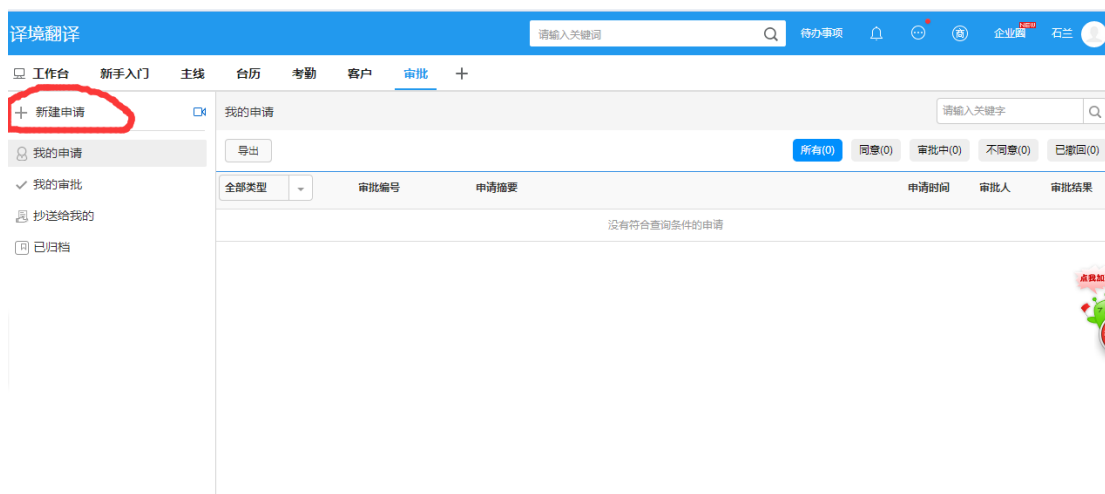 译境翻译 请输入关键词 待办事项 商 企业圈 NEW 石兰
工作台 新手入门 主线 台历 考勤 客户 审批 +
+ 新建申请 我的申请 请输入关键字
我的申请 导出 所有(0) 同意(0) 审批中(0) 不同意(0) 已撤回(0)
我的审批 全部类型 审批编号 申请摘要 申请时间 审批人 审批结果
抄送给我的 没有符合查询条件的申请
已归档
点我加